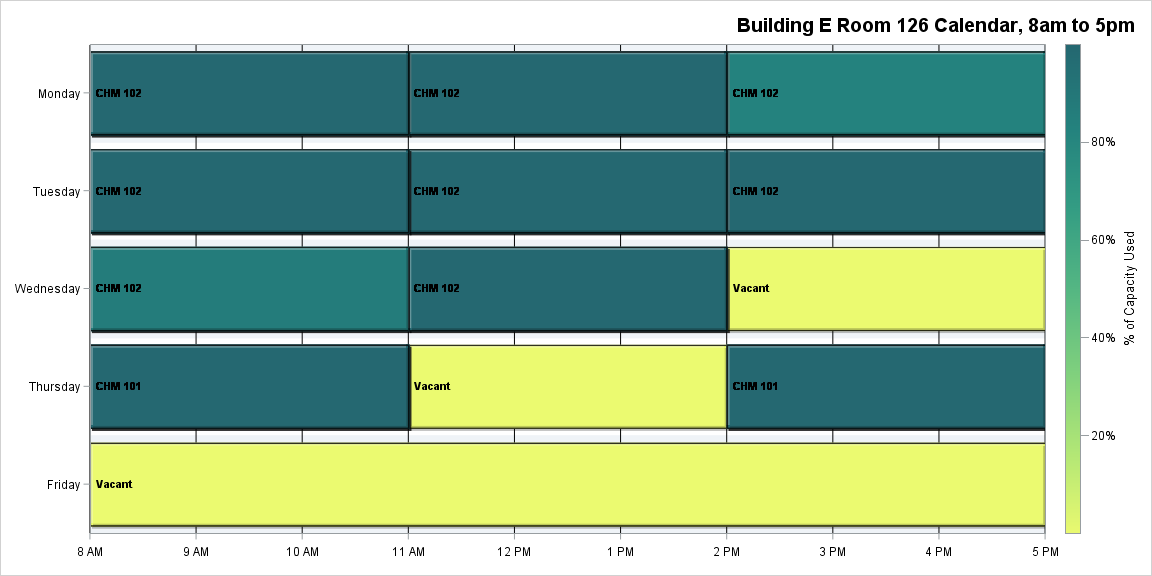 Building E Room 126 Calendar, 8am to 5pm
Monday
CHM 102
CHM 102
CHM 102
Tuesday
CHM 102
CHM 102
CHM 102
Wednesday
CHM 102
CHM 102
Vacant
Thursday
CHM 101
Vacant
CHM 101
Friday
Vacant
8 AM
9 AM
10 AM
11 AM
12 PM
1 PM
2 PM
3 PM
4 PM
5 PM
80%
60%
40%
20%
% of Capacity Used